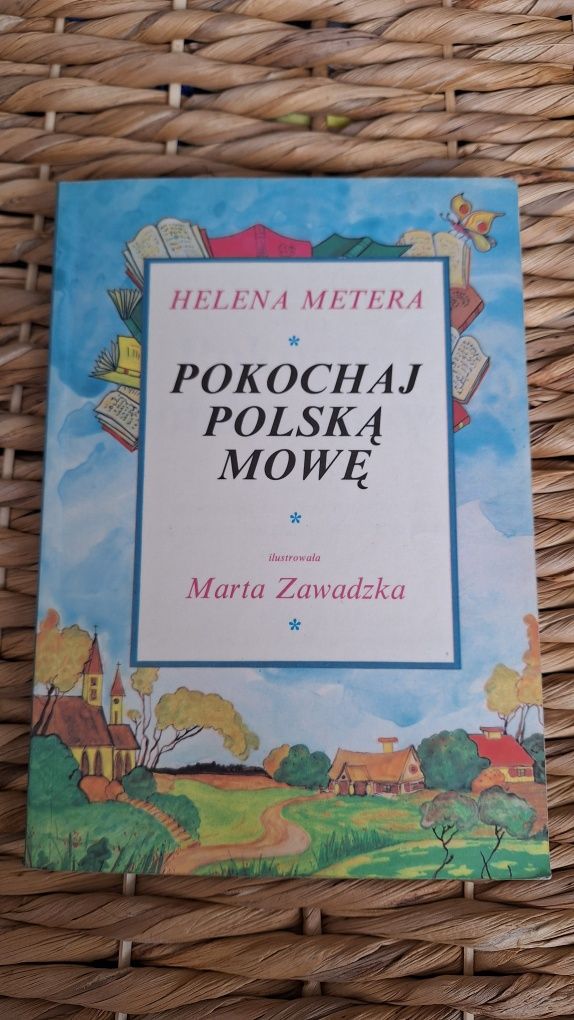 HELENA METERA
*
POKOCHAJ
POLSKĄ
MOWĘ
*
ilustrowała
Marta Zawadzka
*